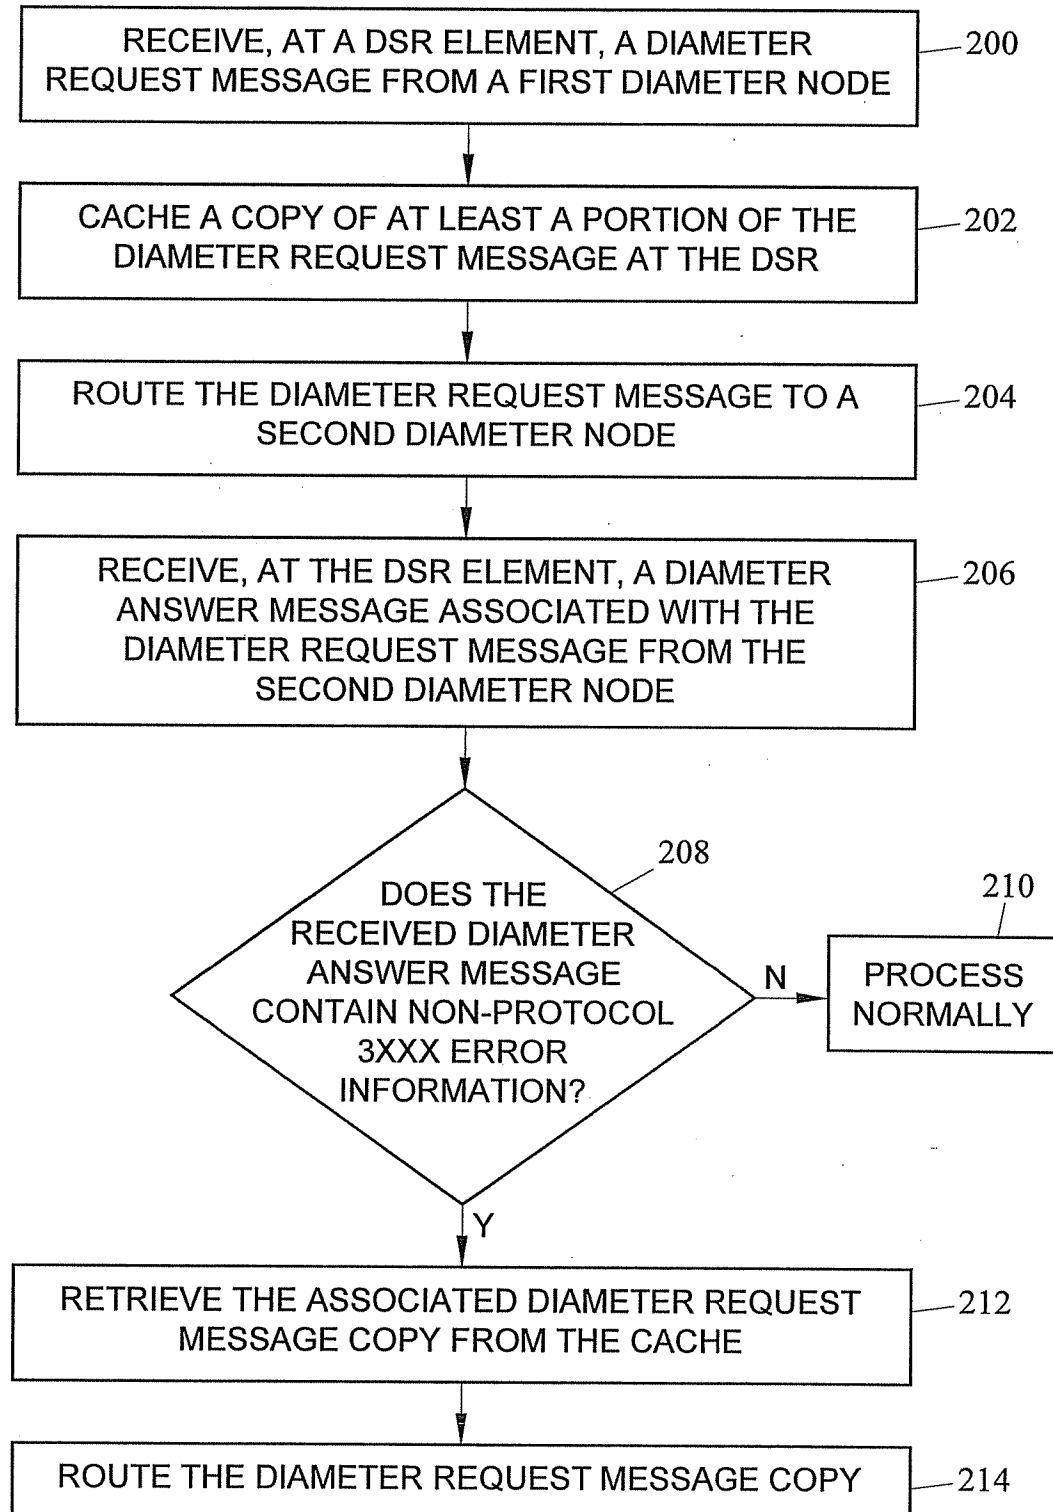 RECEIVE, AT A DSR ELEMENT, A DIAMETER
REQUEST MESSAGE FROM A FIRST DIAMETER NODE
200
CACHE A COPY OF AT LEAST A PORTION OF THE
DIAMETER REQUEST MESSAGE AT THE DSR
202
ROUTE THE DIAMETER REQUEST MESSAGE TO A
SECOND DIAMETER NODE
204
RECEIVE, AT THE DSR ELEMENT, A DIAMETER
ANSWER MESSAGE ASSOCIATED WITH THE
DIAMETER REQUEST MESSAGE FROM THE
SECOND DIAMETER NODE
206
208
DOES THE
RECEIVED DIAMETER
ANSWER MESSAGE
CONTAIN NON-PROTOCOL
3XXX ERROR
INFORMATION?
N
210
PROCESS
NORMALLY
Y
RETRIEVE THE ASSOCIATED DIAMETER REQUEST
MESSAGE COPY FROM THE CACHE
212
ROUTE THE DIAMETER REQUEST MESSAGE COPY
214